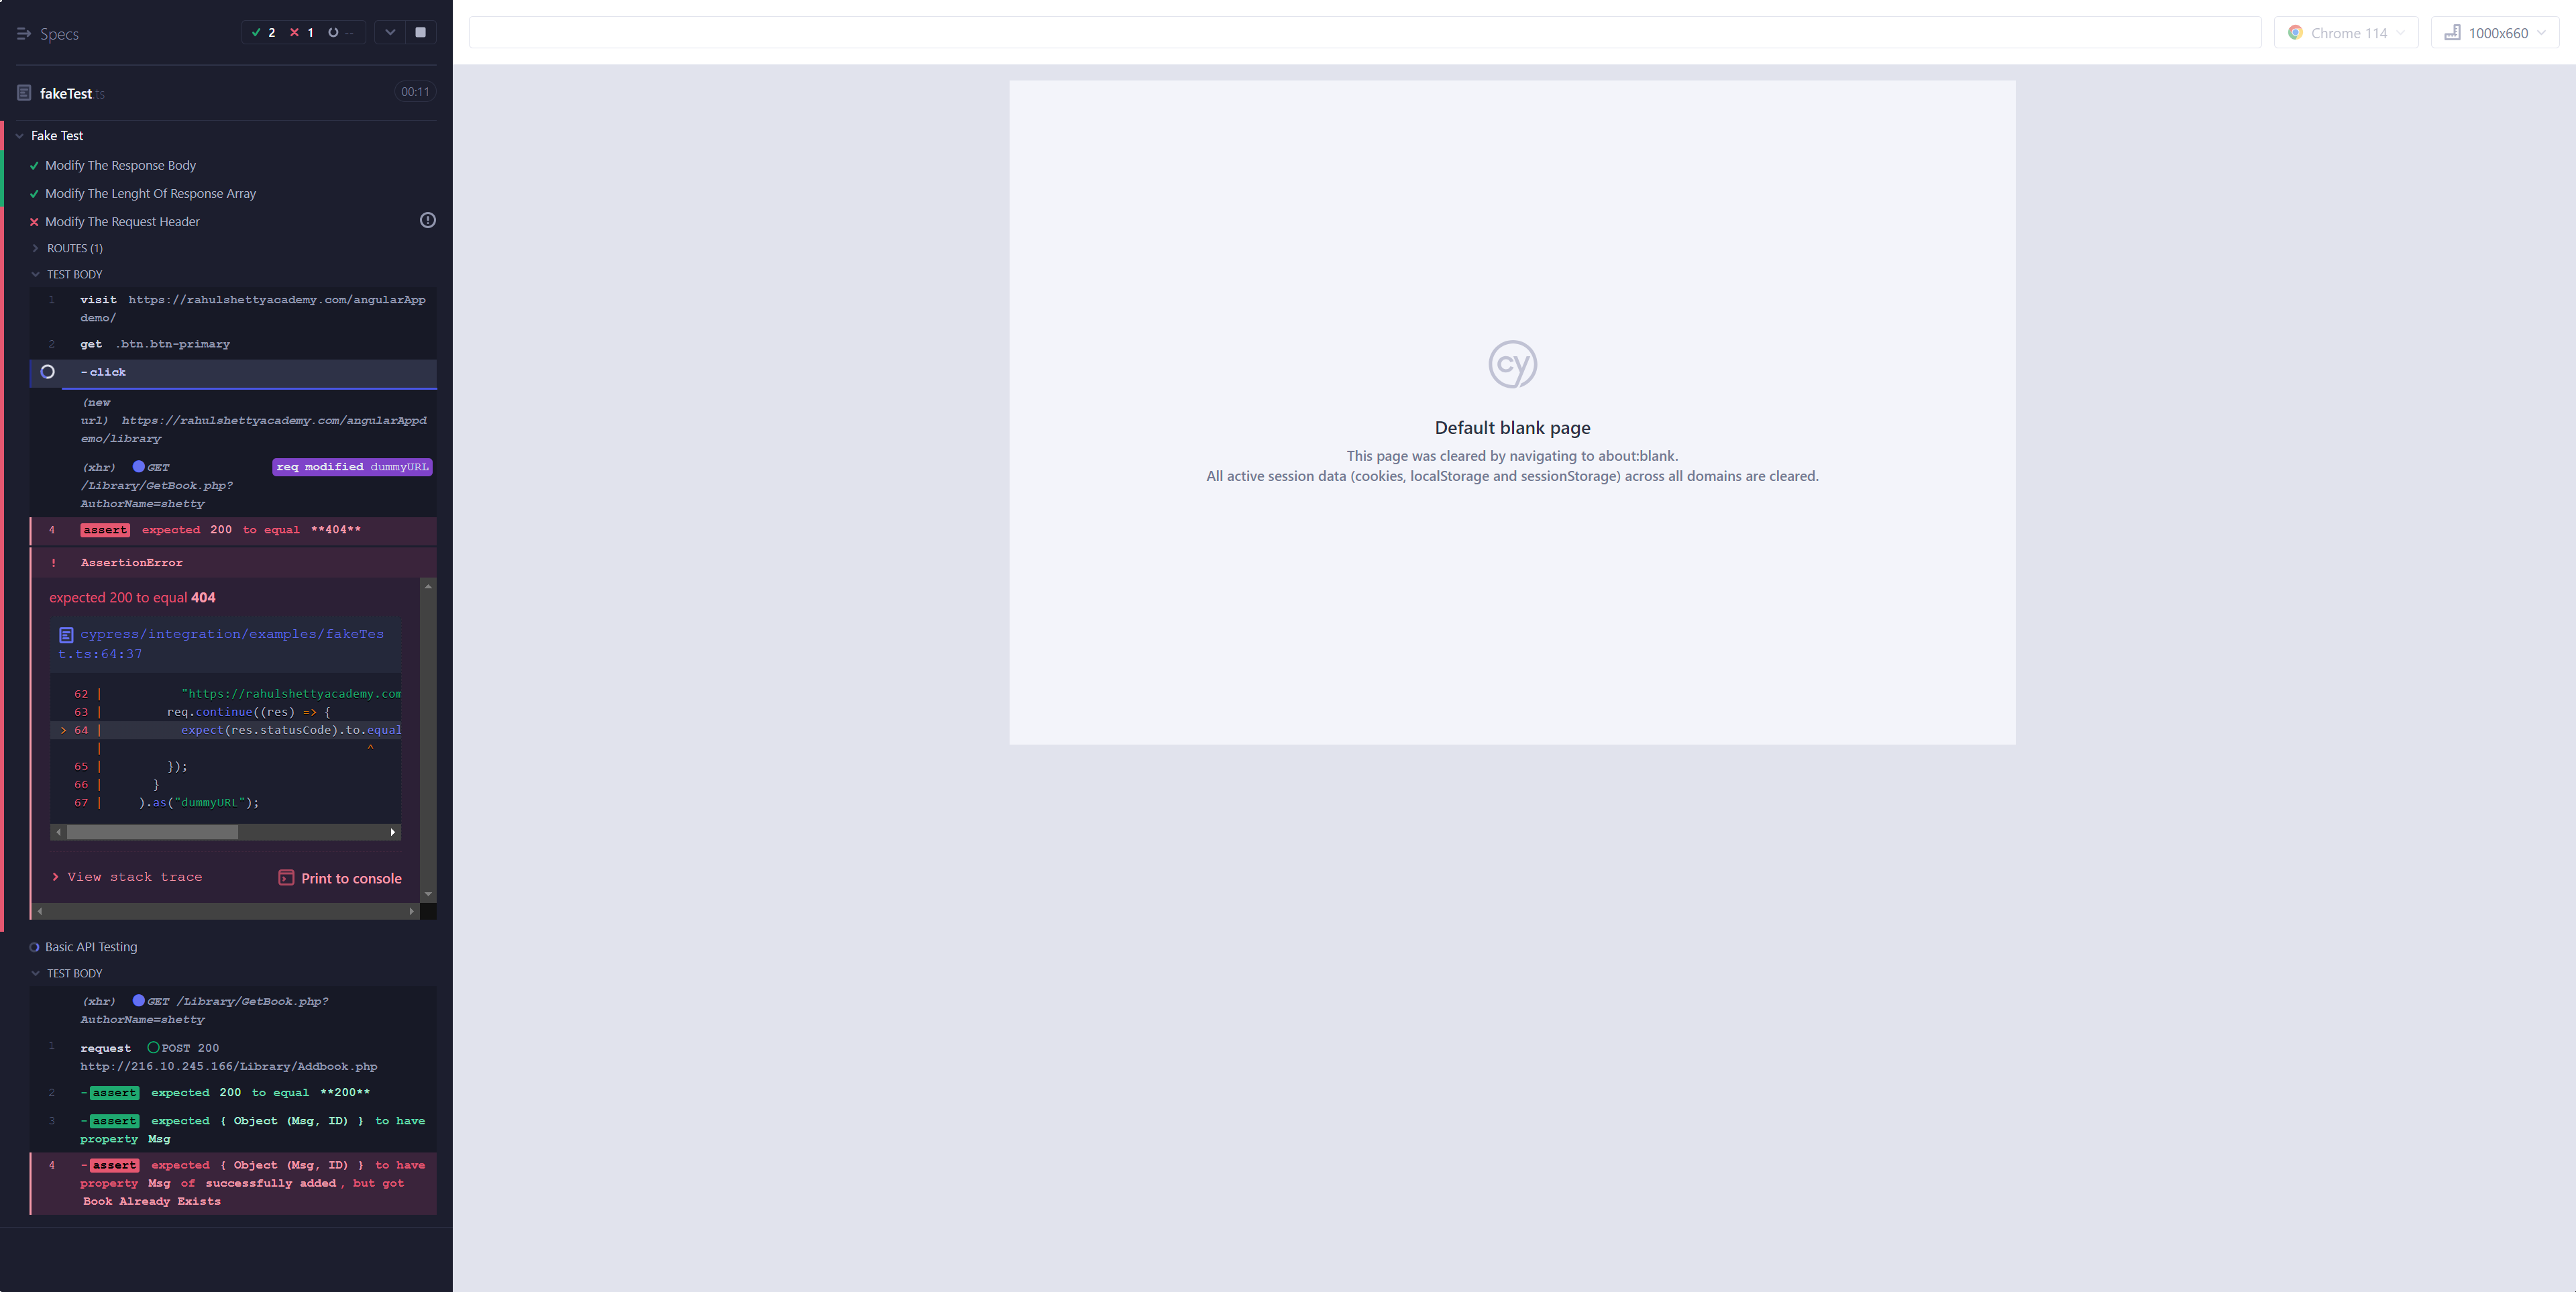 Specs
2
1
--
fakeTest.ts
00:11
Fake Test
Modify The Response Body
Modify The Lenght Of Response Array
Modify The Request Header
ROUTES (1)
TEST BODY
1 visit https://rahulshettyacademy.com/angularApp
demo/
2 get .btn.btn-primary
-click
(new
url) https://rahulshettyacademy.com/angularAppd
emo/library
(xhr) GET req modified dummyURL
/Library/GetBook.php?
AuthorName=shetty
4 assert expected 200 to equal **404**
! AssertionError
expected 200 to equal 404
cypress/integration/examples/fakeTes
t.ts:64:37
62 | "https://rahulshettyacademy.com
63 | req.continue((res) => {
> 64 | expect(res.statusCode).to.equal
| ^
65 | });
66 | }
67 | ).as("dummyURL");
> View stack trace
Print to console
Basic API Testing
TEST BODY
(xhr) GET /Library/GetBook.php?
AuthorName=shetty
1 request POST 200
http://216.10.245.166/Library/Addbook.php
2 -assert expected 200 to equal **200**
3 -assert expected { Object (Msg, ID) } to have
property Msg
4 -assert expected { Object (Msg, ID) } to have
property Msg of successfully added, but got
Book Already Exists
Chrome 114
1000x660
cy
Default blank page
This page was cleared by navigating to about:blank.
All active session data (cookies, localStorage and sessionStorage) across all domains are cleared.